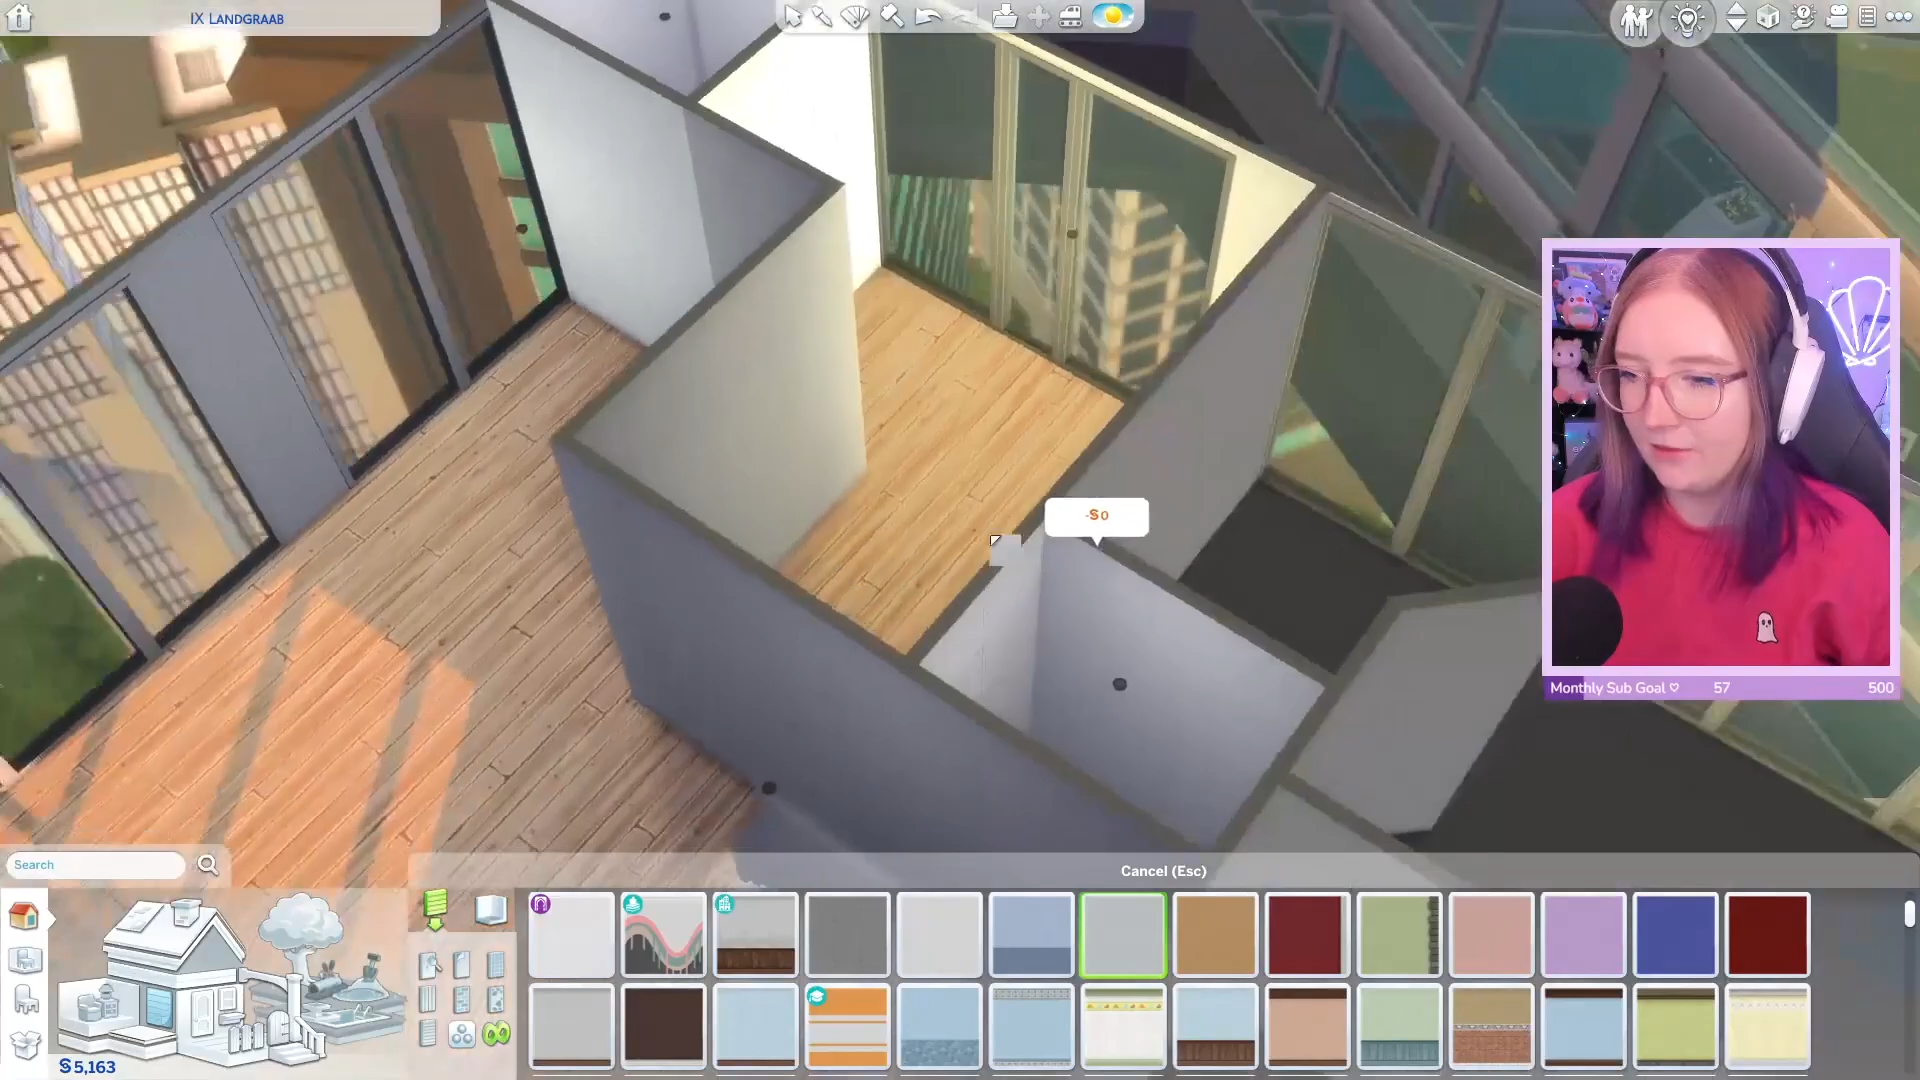 IX LANDGRAAB
-§0
Monthly Sub Goal ♡ 57 500
Search
Cancel (Esc)
§5,163